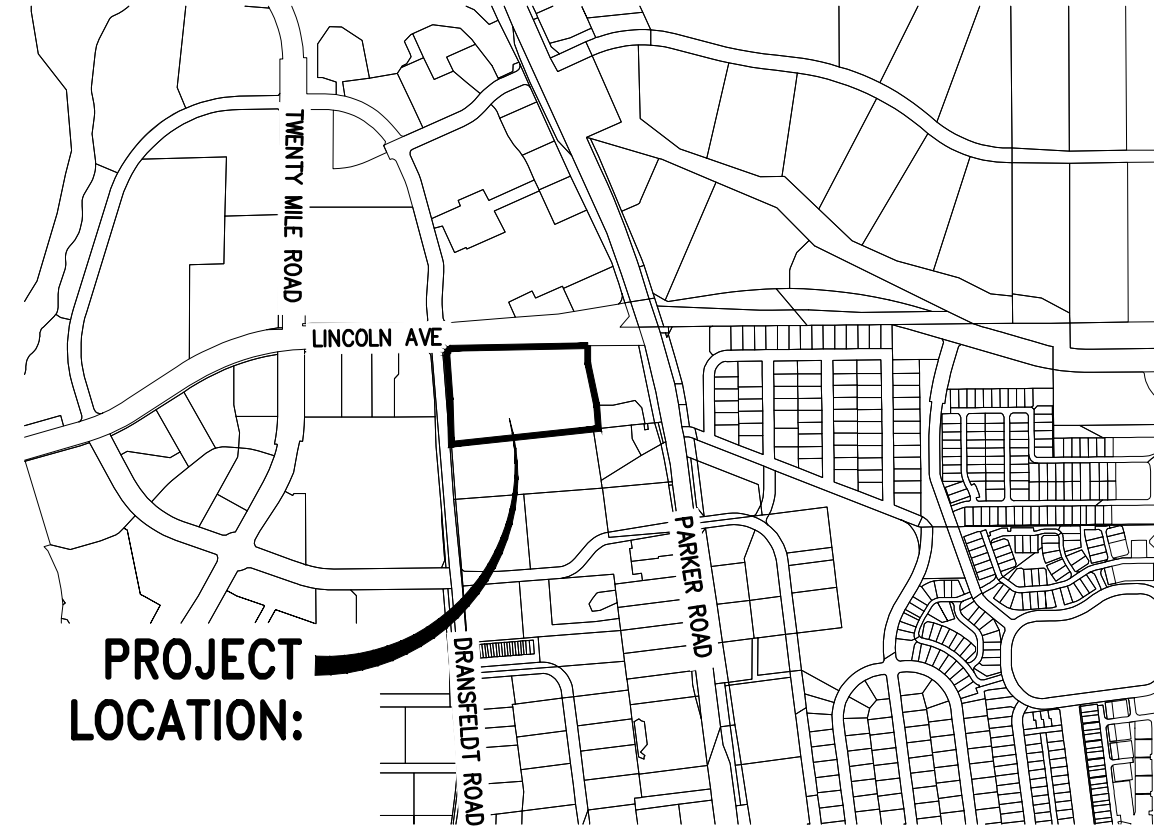 TWENTY MILE ROAD
LINCOLN AVE
PARKER ROAD
PROJECT
LOCATION:
DRANSFELDT ROAD